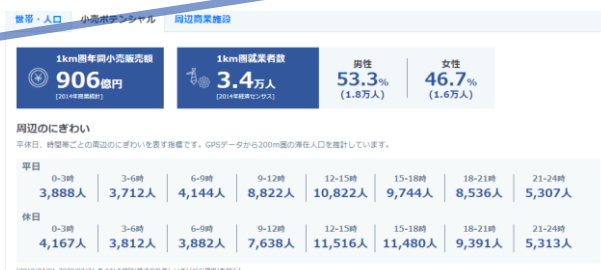 世帯・人口 小売ポテンシャル 周辺商業施設
1km圏年間小売販売額
906億円
[2014年商業統計]
1km圏就業者数
3.4万人
[2014年経済センサス]
男性 女性
53.3% 46.7%
(1.8万人) (1.6万人)
周辺のにぎわい
平休日、時間帯ごとの周辺のにぎわいを表す指標です。GPSデータから200m圏の滞在人口を推計しています。
平日
0-3時 3-6時 6-9時 9-12時 12-15時 15-18時 18-21時 21-24時
3,888人 3,712人 4,144人 8,822人 10,822人 9,744人 8,536人 5,307人
休日
0-3時 3-6時 6-9時 9-12時 12-15時 15-18時 18-21時 21-24時
4,167人 3,812人 3,882人 7,638人 11,516人 11,480人 9,391人 5,313人